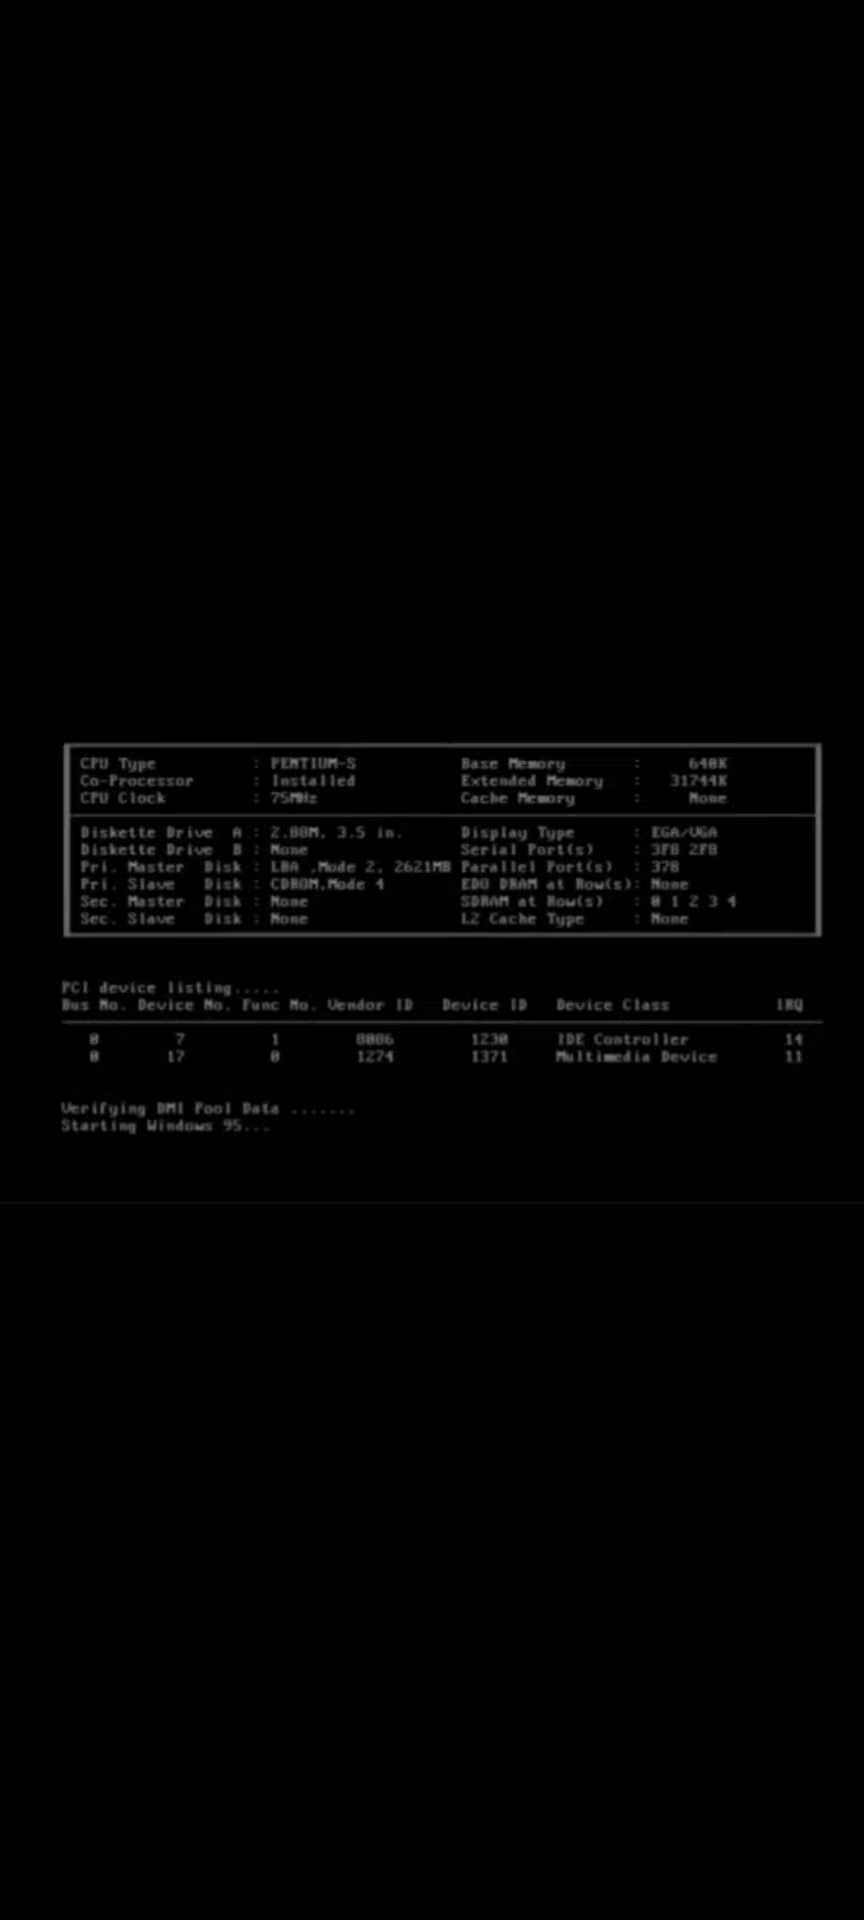 CPU Type : PENTIUM-S Base Memory : 640K
Co-Processor : Installed Extended Memory : 31744K
CPU Clock : 75MHz Cache Memory : None
Diskette Drive A : 2.88M, 3.5 in. Display Type : EGA/VGA
Diskette Drive B : None Serial Port(s) : 3F8 2F8
Pri. Master Disk : LBA ,Mode 2, 2621MB Parallel Port(s) : 378
Pri. Slave Disk : CDROM,Mode 4 EDO DRAM at Row(s): None
Sec. Master Disk : None SDRAM at Row(s) : 0 1 2 3 4
Sec. Slave Disk : None L2 Cache Type : None
PCI device listing.....
Bus No. Device No. Func No. Vendor ID Device ID Device Class IRQ
0 7 1 8086 1230 IDE Controller 14
0 17 0 1274 1371 Multimedia Device 11
Verifying DMI Pool Data .......
Starting Windows 95...